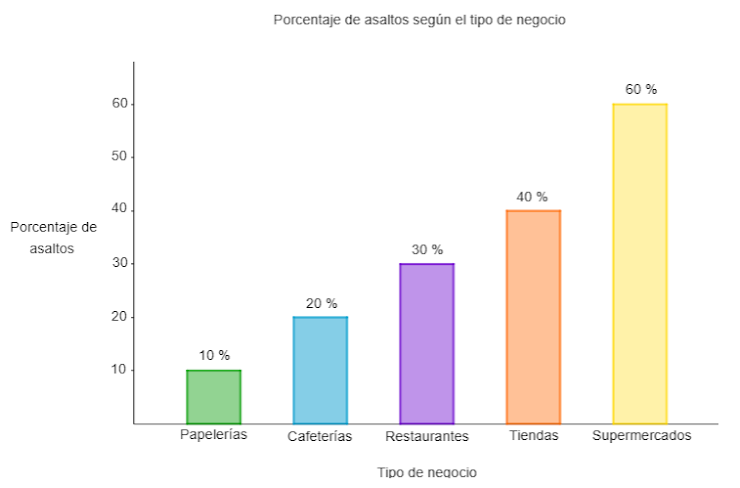 Porcentaje de asaltos según el tipo de negocio
60 %
60
50
40 %
40
Porcentaje de
asaltos
30 %
30
20 %
20
10 %
10
Papelerías
Cafeterías
Restaurantes
Tiendas
Supermercados
Tipo de negocio